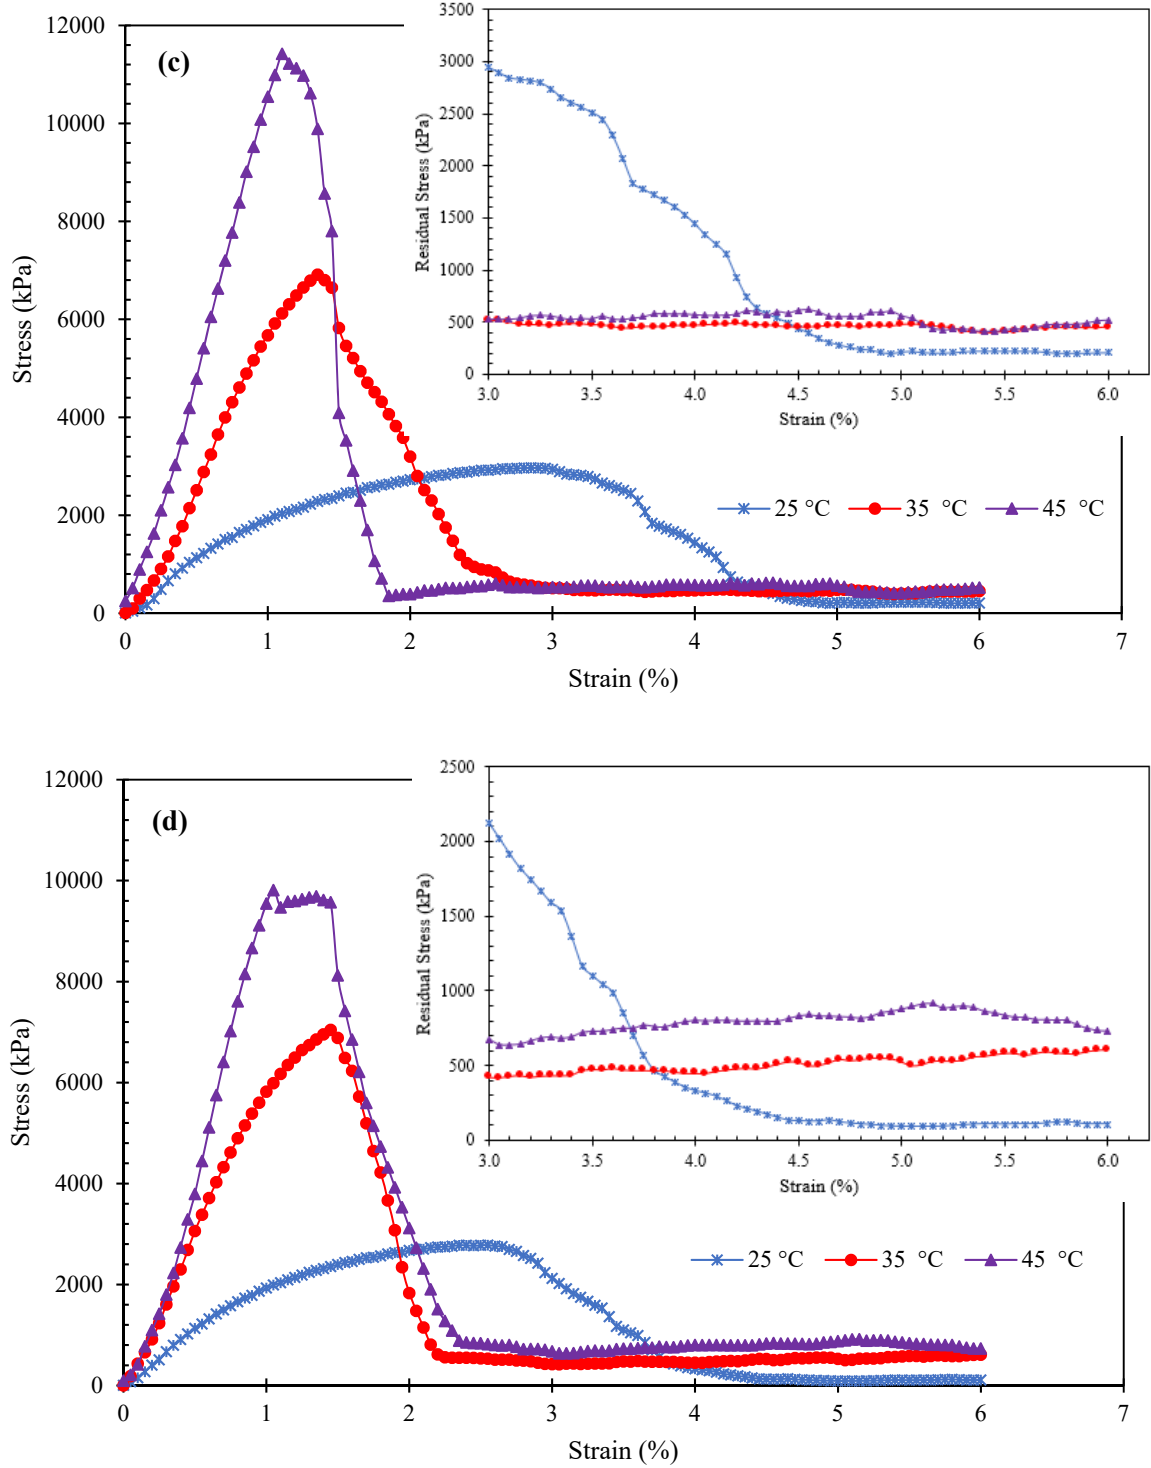 (c)
Stress (kPa)
12000
10000
8000
6000
4000
2000
0
0 1 2 3 4 5 6 7
Strain (%)
Residual Stress (kPa)
3500
3000
2500
2000
1500
1000
500
0
3.0 3.5 4.0 4.5 5.0 5.5 6.0
Strain (%)
25 °C 35 °C 45 °C
(d)
Stress (kPa)
12000
10000
8000
6000
4000
2000
0
0 1 2 3 4 5 6 7
Strain (%)
Residual Stress (kPa)
2500
2000
1500
1000
500
0
3.0 3.5 4.0 4.5 5.0 5.5 6.0
Strain (%)
25 °C 35 °C 45 °C